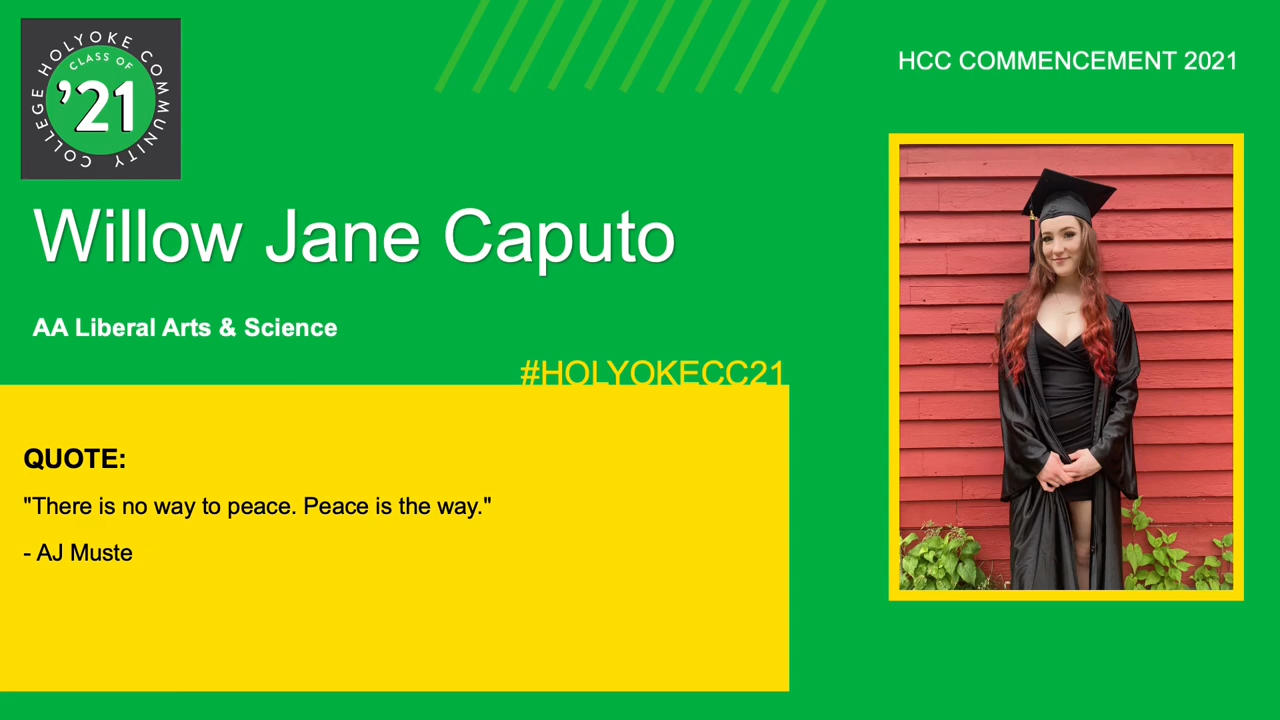 HOLYOKE COMMUNITY COLLEGE
CLASS OF
'21
HCC COMMENCEMENT 2021
Willow Jane Caputo
AA Liberal Arts & Science
#HOLYOKECC21
QUOTE:
"There is no way to peace. Peace is the way."
- AJ Muste